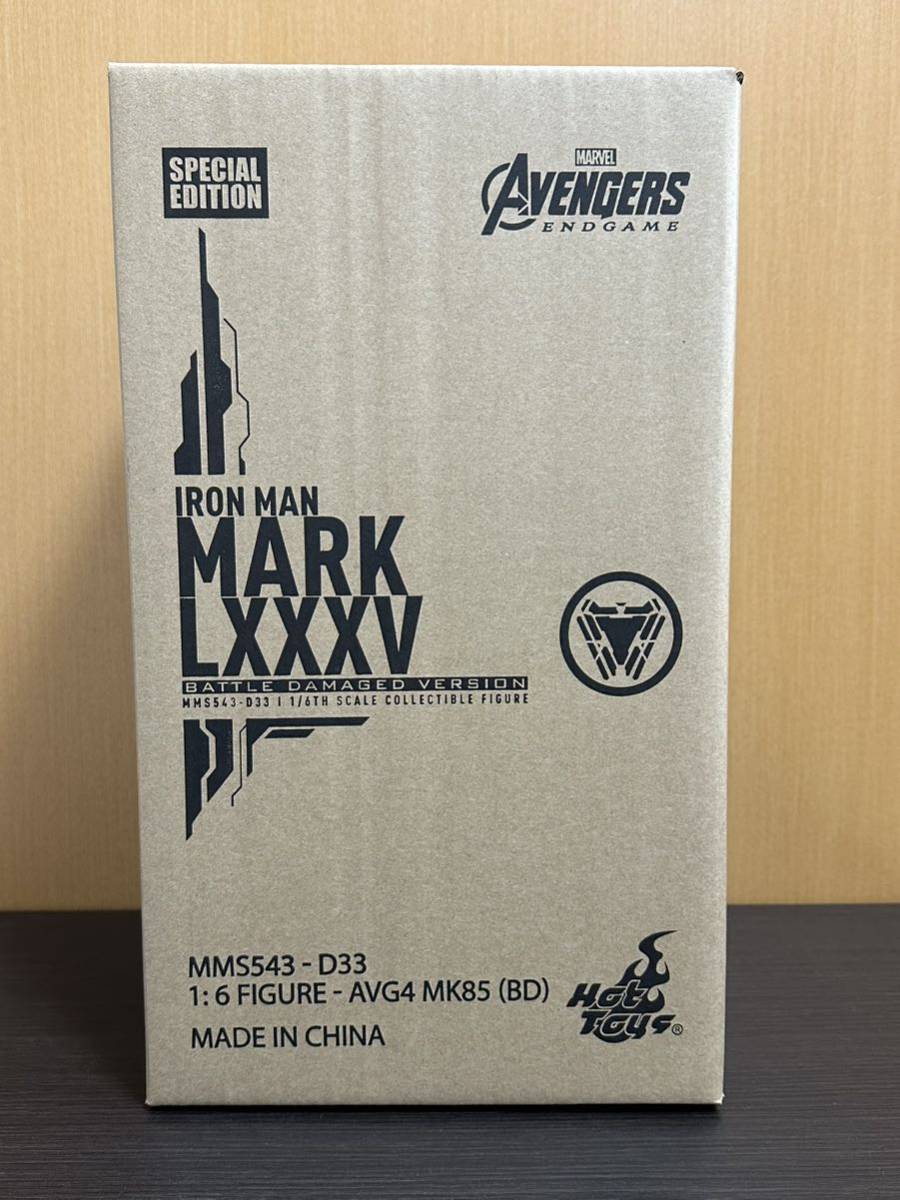 SPECIAL
EDITION
MARVEL
AVENGERS
ENDGAME
IRON MAN
MARK
LXXXV
BATTLE DAMAGED VERSION
MMS543-D33 | 1/6TH SCALE COLLECTIBLE FIGURE
MMS543 - D33
1: 6 FIGURE - AVG4 MK85 (BD)
MADE IN CHINA
Hot
Toys®